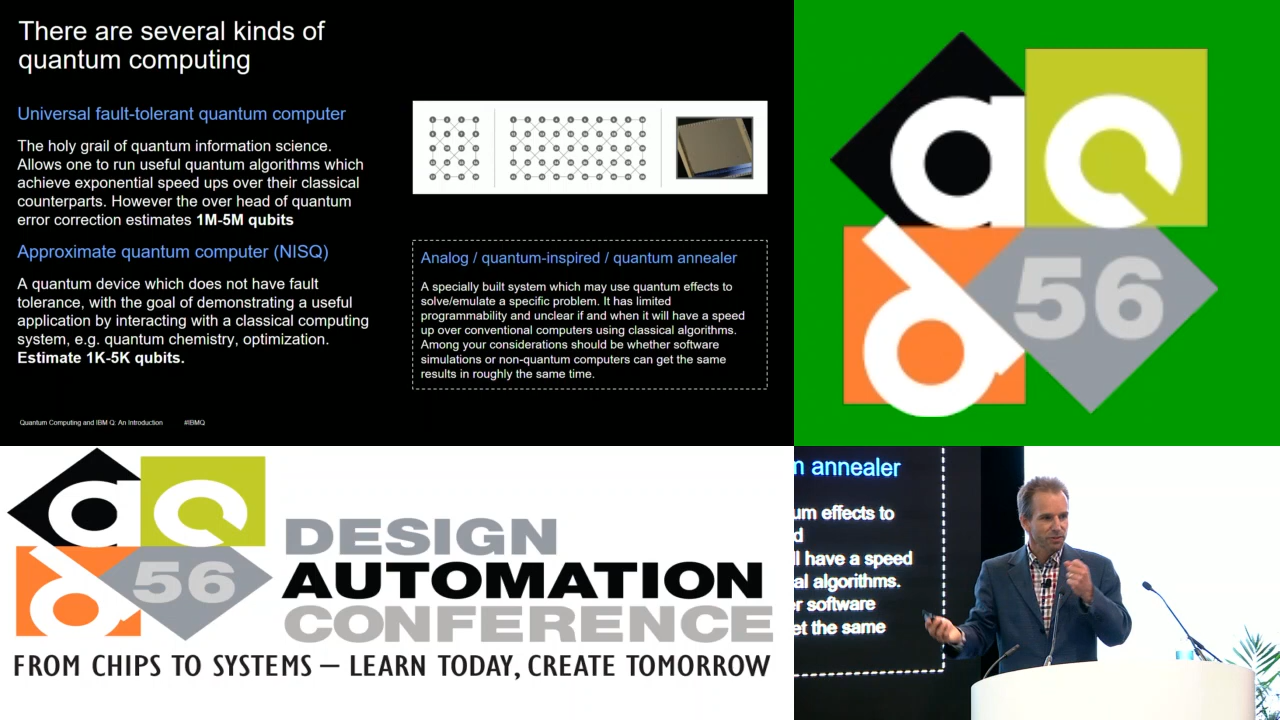 There are several kinds of
quantum computing
Universal fault-tolerant quantum computer
The holy grail of quantum information science.
Allows one to run useful quantum algorithms which
achieve exponential speed ups over their classical
counterparts. However the over head of quantum
error correction estimates 1M-5M qubits
Approximate quantum computer (NISQ)
A quantum device which does not have fault
tolerance, with the goal of demonstrating a useful
application by interacting with a classical computing
system, e.g. quantum chemistry, optimization.
Estimate 1K-5K qubits.
Analog / quantum-inspired / quantum annealer
A specially built system which may use quantum effects to
solve/emulate a specific problem. It has limited
programmability and unclear if and when it will have a speed
up over conventional computers using classical algorithms.
Among your considerations should be whether software
simulations or non-quantum computers can get the same
results in roughly the same time.
Quantum Computing and IBM Q: An Introduction #IBMQ
dac
56
dac
56
DESIGN
AUTOMATION
CONFERENCE
FROM CHIPS TO SYSTEMS – LEARN TODAY, CREATE TOMORROW
annealer
um effects to
d
ll have a speed
al algorithms.
r software
et the same